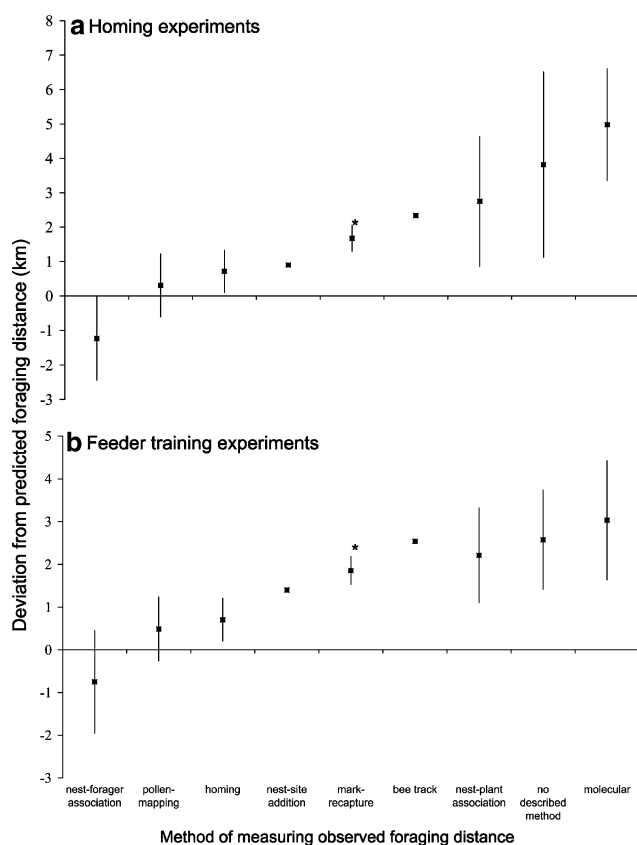 8
a Homing experiments
7
6
5
4
3
2
*
1
0
-1
-2
-3
Deviation from predicted foraging distance (km)
5
b Feeder training experiments
4
3
*
2
1
0
-1
-2
-3
nest-forager association
pollen-mapping
homing
nest-site addition
mark-recapture
bee track
nest-plant association
no described method
molecular
Method of measuring observed foraging distance